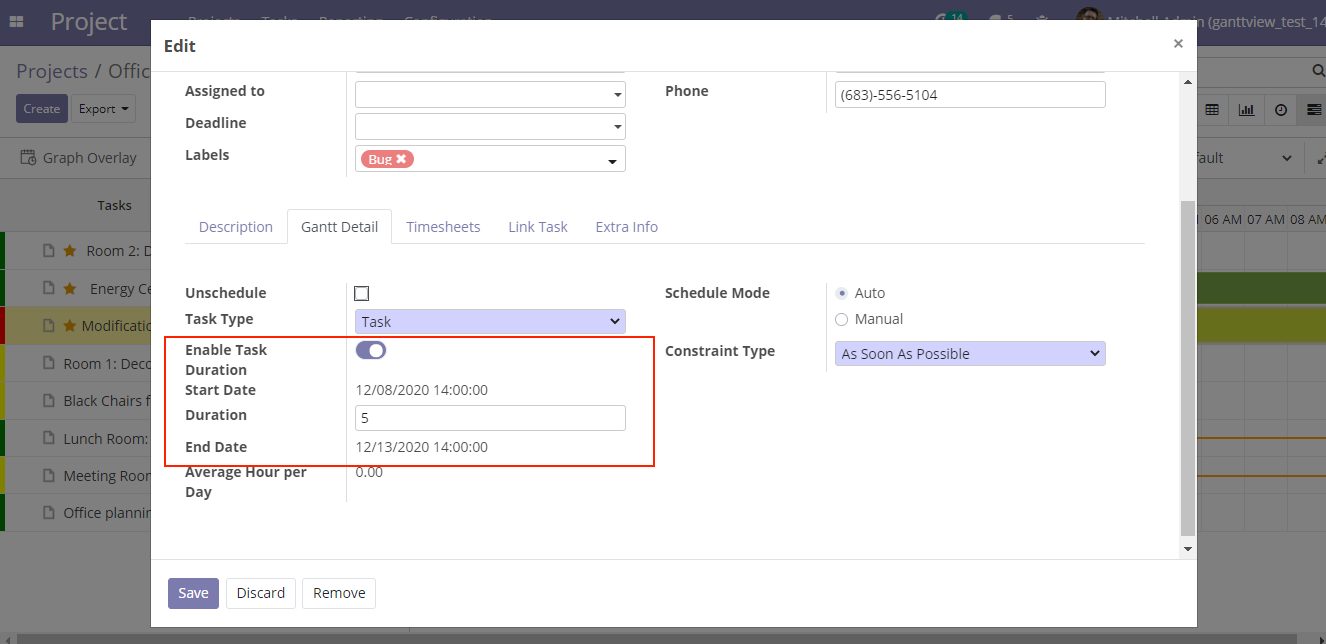 Project
Projects Tasks Reporting Configuration
14 5 Mitchell Admin (ganttview_test_14
Projects / Offic
Create Export
Graph Overlay
fault
Tasks
06 AM 07 AM 08 AM
Room 2: D
Energy Ce
Modificatio
Room 1: Deco
Black Chairs f
Lunch Room:
Meeting Room
Office plannin
Edit
×
Assigned to
Phone (683)-556-5104
Deadline
Labels Bug ✖
Description Gantt Detail Timesheets Link Task Extra Info
Unschedule
Schedule Mode Auto
Manual
Task Type Task
Enable Task
Duration
Constraint Type As Soon As Possible
Start Date 12/08/2020 14:00:00
Duration 5
End Date 12/13/2020 14:00:00
Average Hour per
Day
0.00
Save Discard Remove